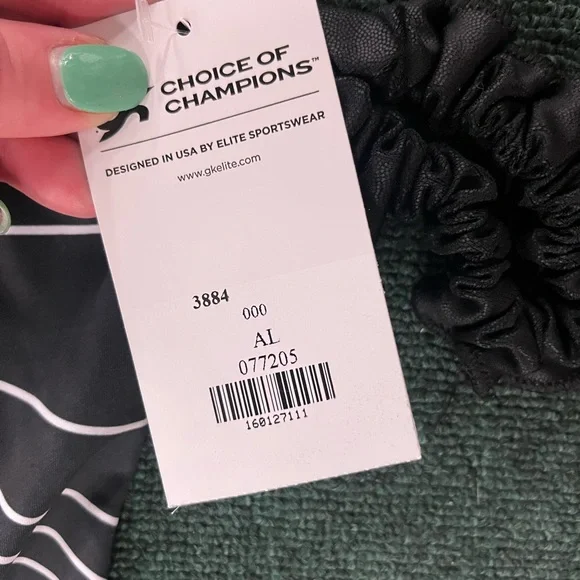 CHOICE OF
CHAMPIONS™
DESIGNED IN USA BY ELITE SPORTSWEAR
www.gkelite.com
3884
000
AL
077205
160127111